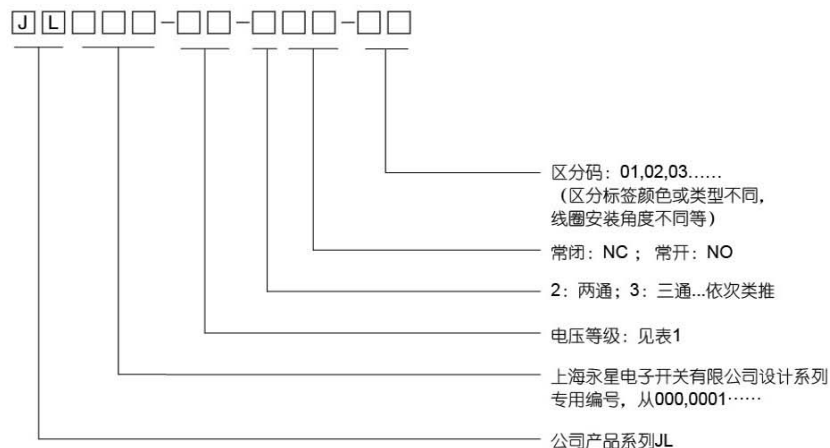 JL□□□-□□-□□□-□□
区分码：01,02,03......
（区分标签颜色或类型不同，
线圈安装角度不同等）
常闭：NC ；常开：NO
2：两通；3：三通...依次类推
电压等级：见表1
上海永星电子开关有限公司设计系列
专用编号，从000,0001……
公司产品系列JL